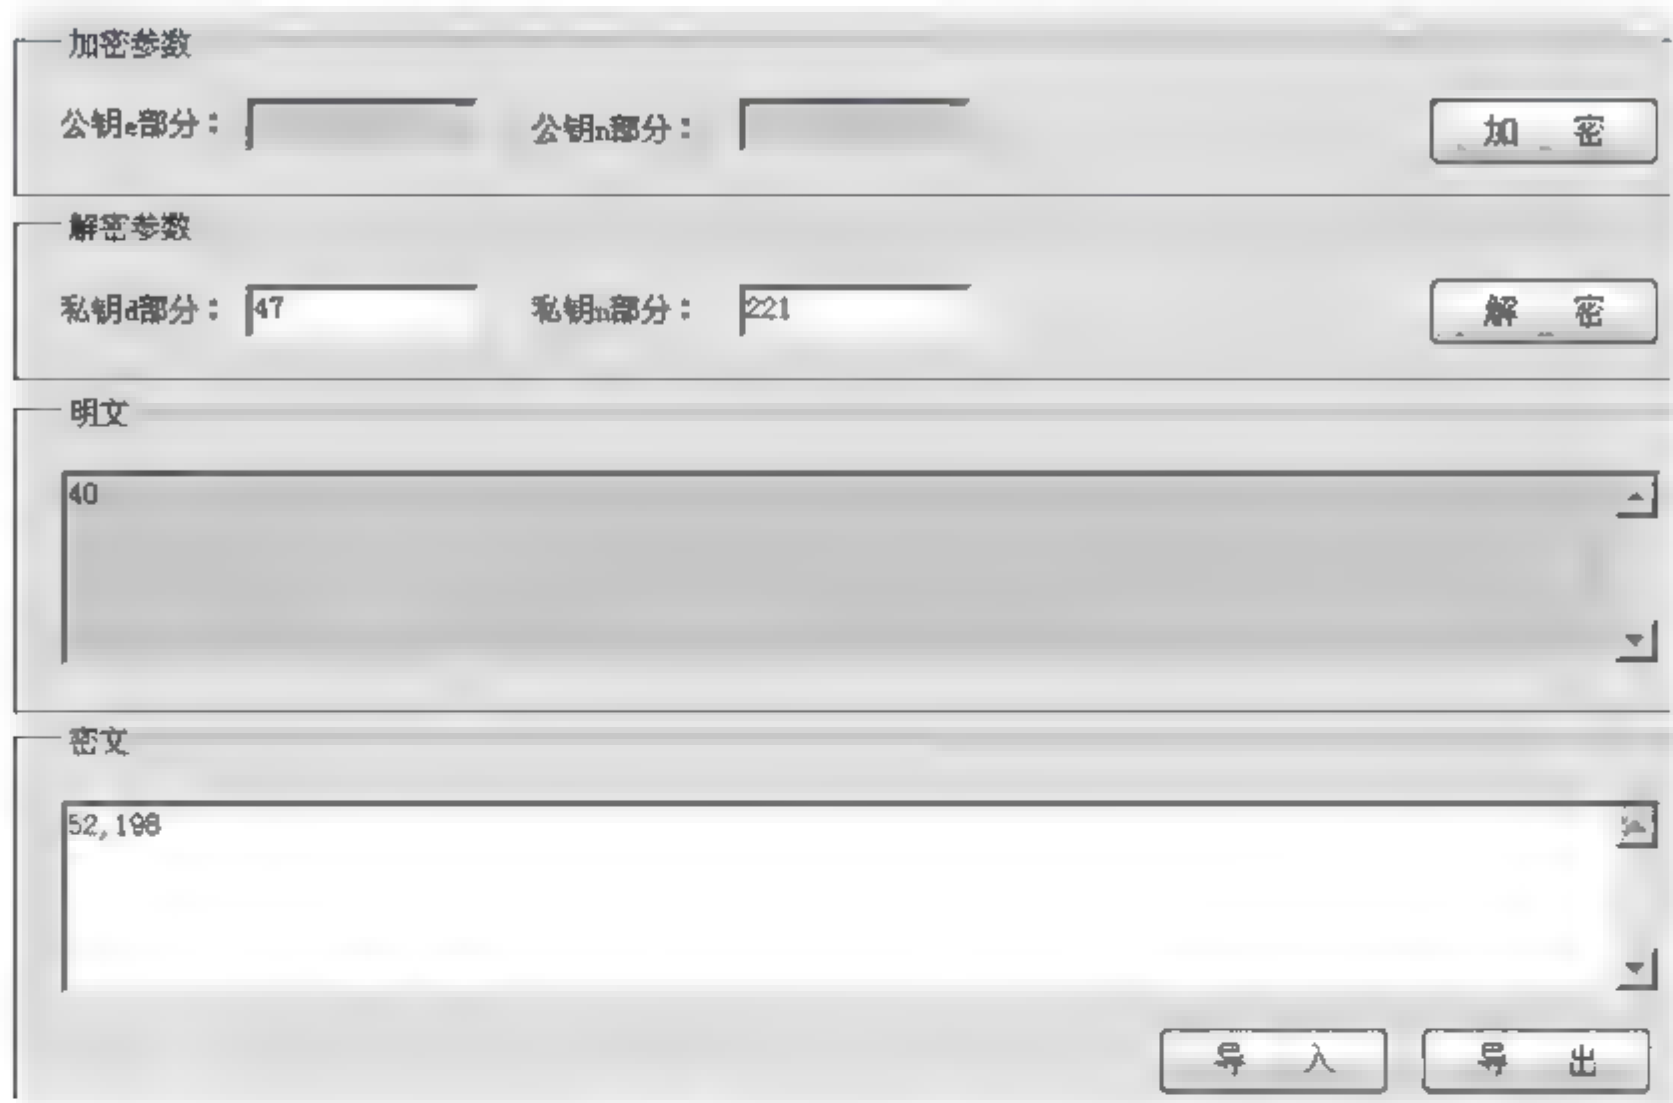 加密参数
公钥e部分： 公钥n部分： 加 密
解密参数
私钥d部分： 47 私钥n部分： 221 解 密
明文
40
密文
52,198
导 入 导 出